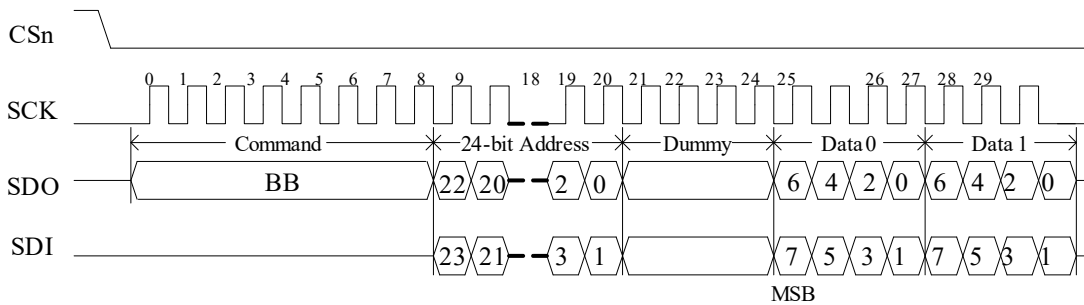 CSn
0 1 2 3 4 5 6 7 8 9 18 19 20 21 22 23 24 25 26 27 28 29
SCK
Command 24-bit Address Dummy Data 0 Data 1
SDO BB 22 20 2 0 6 4 2 0 6 4 2 0
SDI 23 21 3 1 7 5 3 1 7 5 3 1
MSB